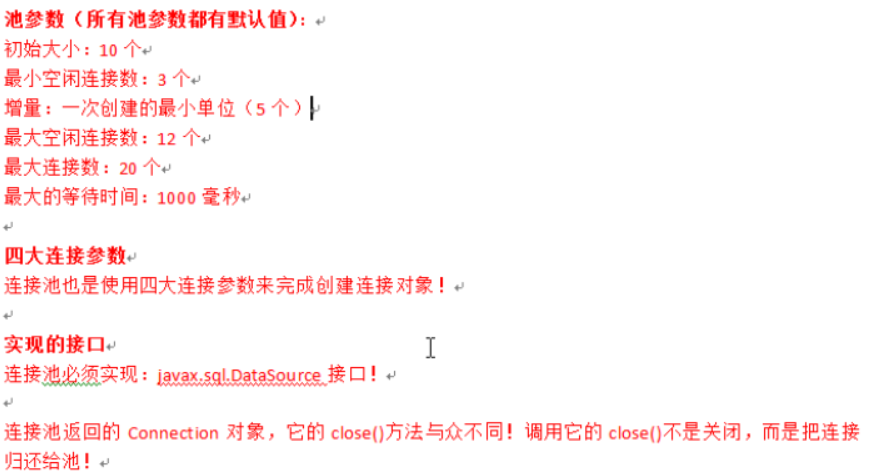 池参数（所有池参数都有默认值）：
初始大小：10 个
最小空闲连接数：3 个
增量：一次创建的最小单位（5 个）
最大空闲连接数：12 个
最大连接数：20 个
最大的等待时间：1000 毫秒
四大连接参数
连接池也是使用四大连接参数来完成创建连接对象！
实现的接口
连接池必须实现：javax.sql.DataSource 接口！
连接池返回的 Connection 对象，它的 close()方法与众不同！调用它的 close()不是关闭，而是把连接
归还给池！